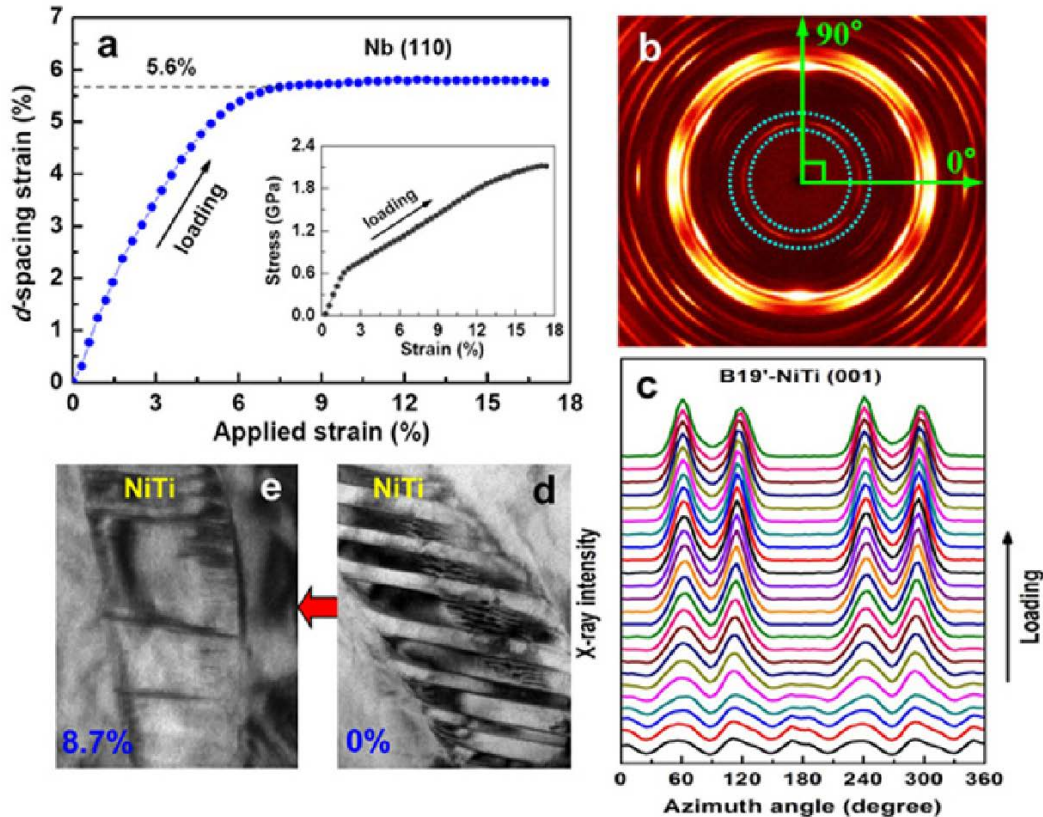 a
Nb (110)
5.6%
loading
d-spacing strain (%)
7
6
5
4
3
2
1
0
0 3 6 9 12 15 18
Applied strain (%)
Stress (GPa)
2.4
1.8
1.2
0.6
0.0
loading
0 3 6 9 12 15 18
Strain (%)
b
90°
0°
c
B19'-NiTi (001)
X-ray intensity
Loading
0 60 120 180 240 300 360
Azimuth angle (degree)
NiTi
e
8.7%
NiTi
d
0%